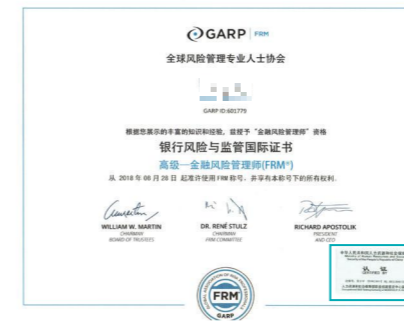 GARP FRM
全球风险管理专业人士协会
GARP ID:601779
根据您展示的丰富的知识和经验，兹授予“金融风险管理师”资格
银行风险与监管国际证书
高级—金融风险管理师(FRM®)
从 2018 年 08 月 28 日 起准许使用 FRM 称号，并享有本称号下的所有权利.
WILLIAM W. MARTIN
CHAIRMAN
BOARD OF TRUSTEES
DR. RENÉ STULZ
CHAIRMAN
FRM COMMITTEE
RICHARD APOSTOLIK
PRESIDENT
AND CEO
FRM
GARP